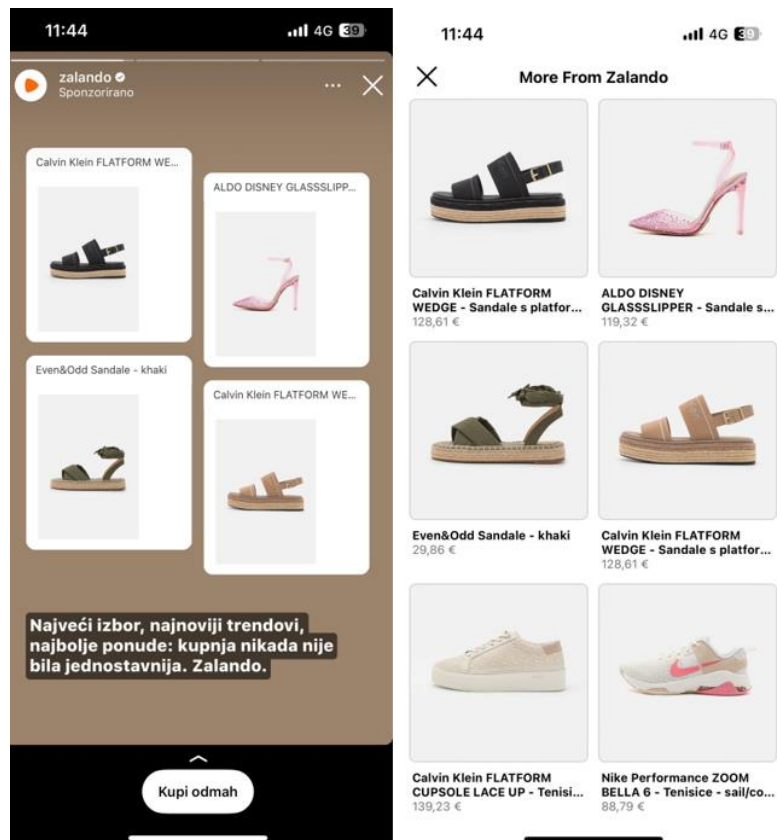 11:44
4G 39
zalando
Sponzorirano
Calvin Klein FLATFORM WE...
ALDO DISNEY GLASSSLIPP...
Even&Odd Sandale - khaki
Calvin Klein FLATFORM WE...
Najveći izbor, najnoviji trendovi,
najbolje ponude: kupnja nikada nije
bila jednostavnija. Zalando.
Kupi odmah
11:44
4G 39
More From Zalando
Calvin Klein FLATFORM
WEDGE - Sandale s platfor...
128,61 €
ALDO DISNEY
GLASSSLIPPER - Sandale s...
119,32 €
Even&Odd Sandale - khaki
29,86 €
Calvin Klein FLATFORM
WEDGE - Sandale s platfor...
128,61 €
Calvin Klein FLATFORM
CUPSOLE LACE UP - Tenisi...
139,23 €
Nike Performance ZOOM
BELLA 6 - Tenisice - sail/co...
88,79 €